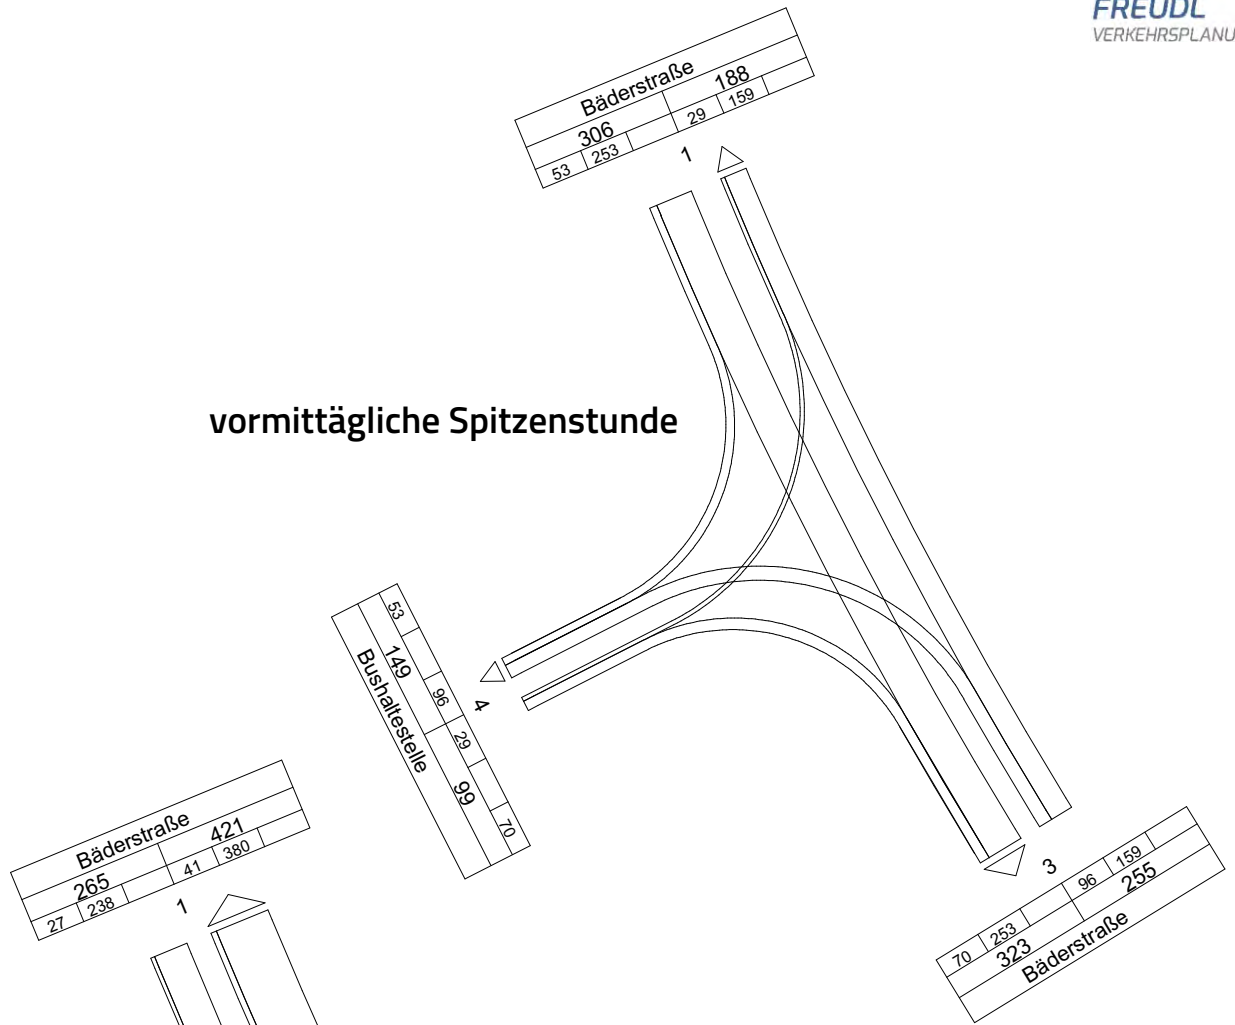 FREUDL
VERKEHRSPLANU
Bäderstraße
306 188
53 253 29 159
1
vormittägliche Spitzenstunde
53 96 29 70
149 99
Bushaltestelle
4
Bäderstraße
265 421
27 238 41 380
1
3
70 253 96 159
323 255
Bäderstraße